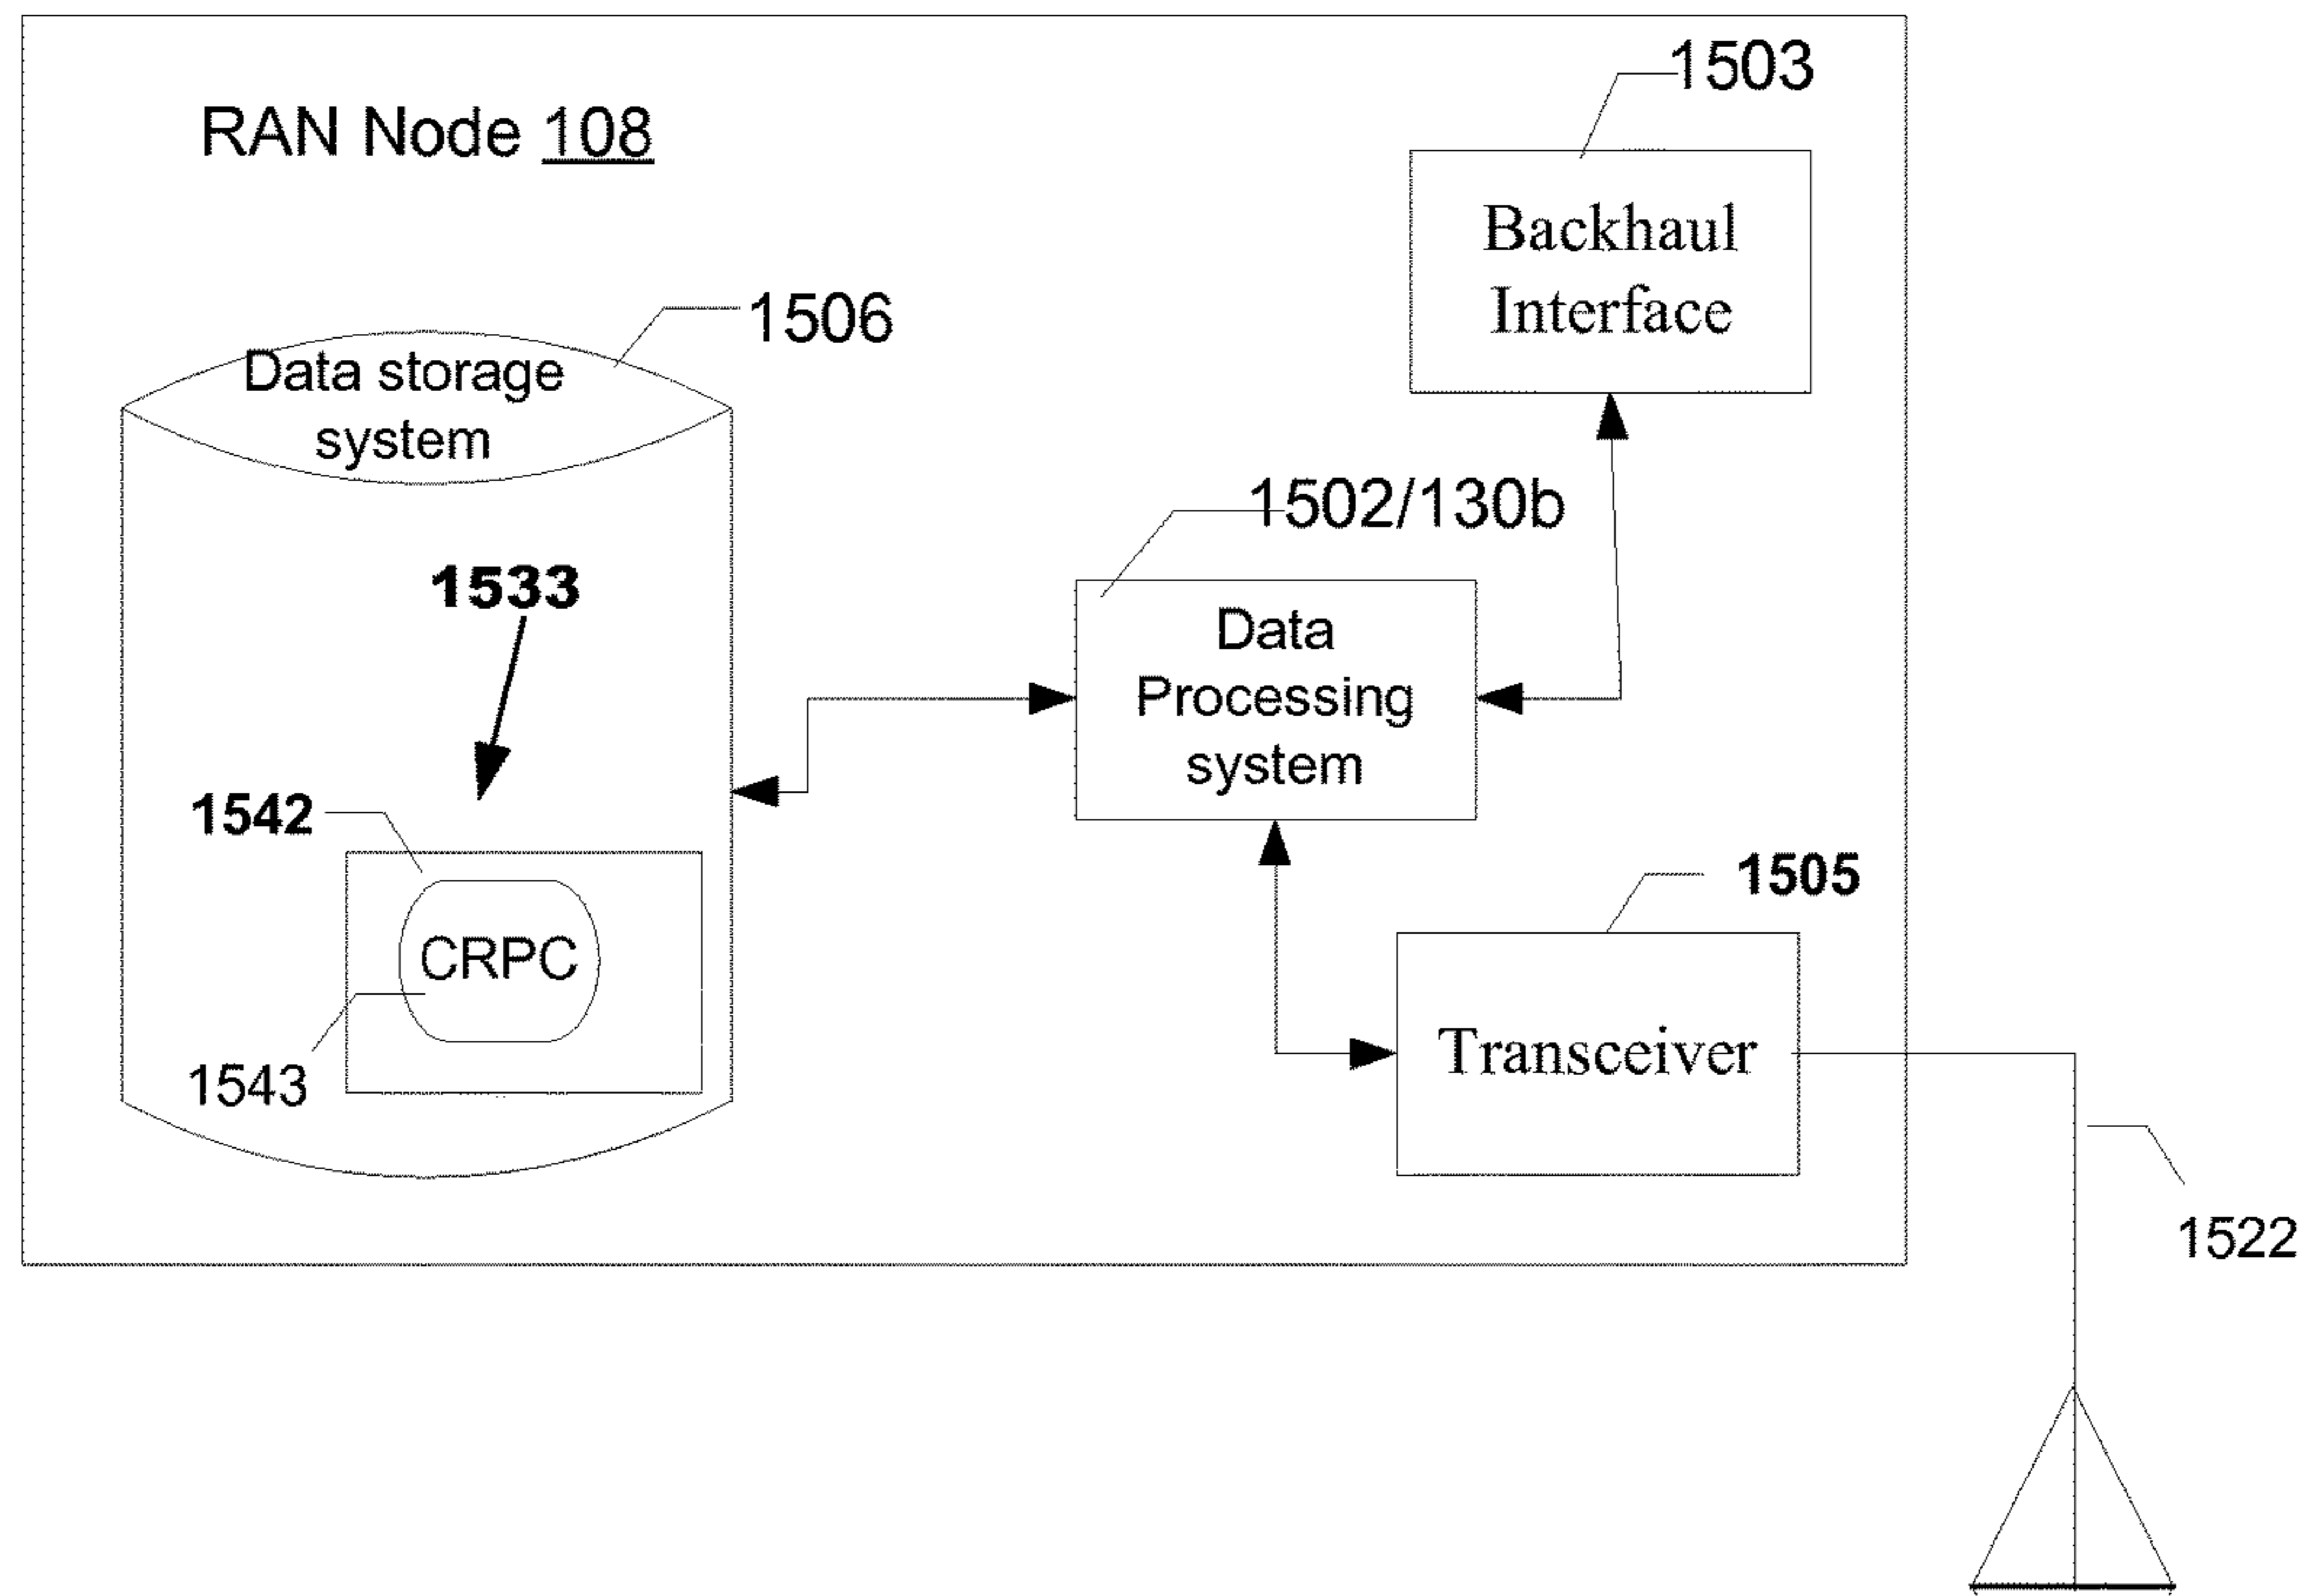 1503
RAN Node 108
Backhaul
Interface
1506
Data storage
system
1502/130b
1533
Data
Processing
system
1542
1505
CRPC
Transceiver
1543
1522